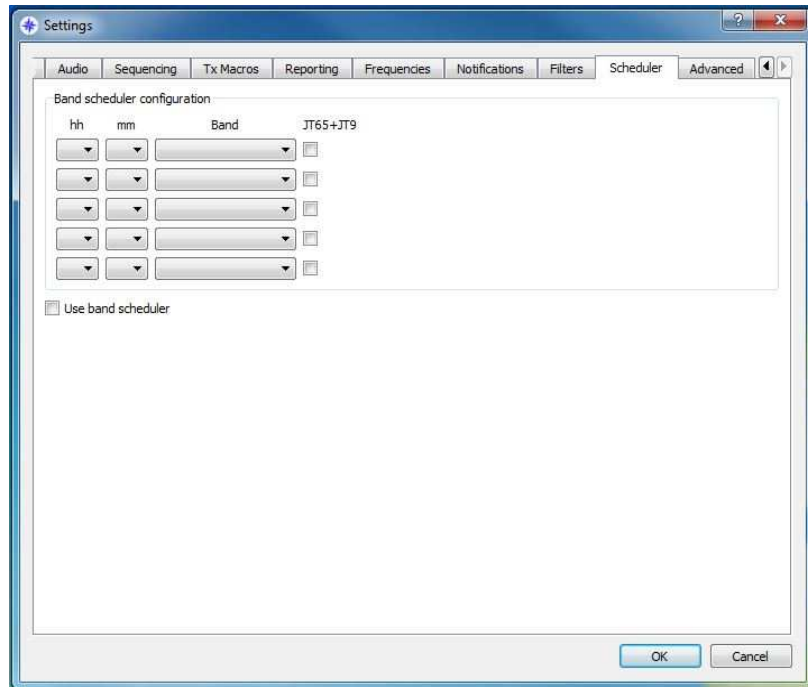 Settings
Audio Sequencing Tx Macros Reporting Frequencies Notifications Filters Scheduler Advanced
Band scheduler configuration
hh mm Band JT65+JT9
Use band scheduler
OK Cancel